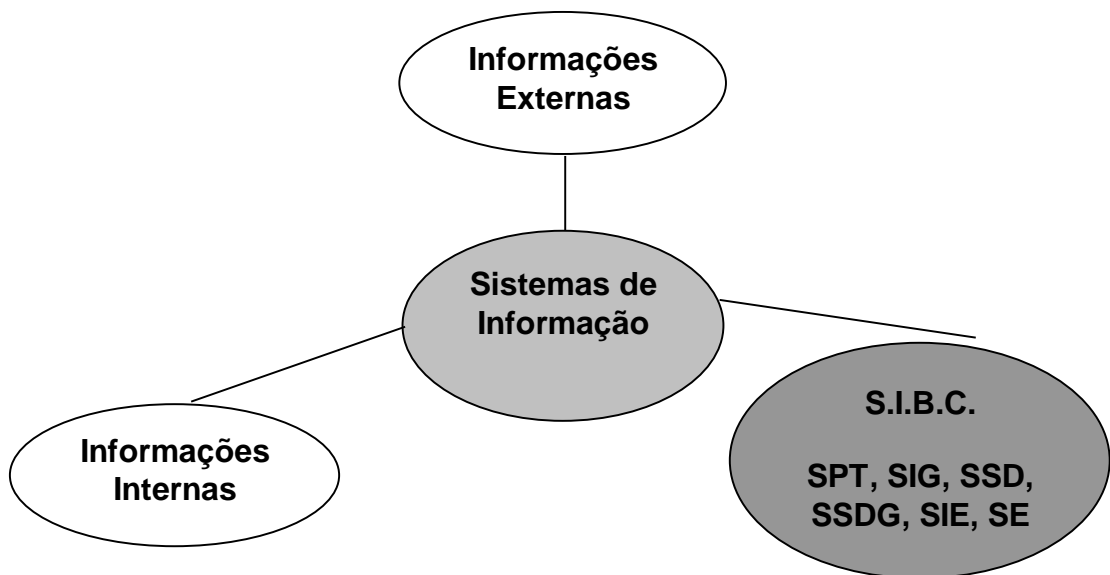 Informações
Externas
Sistemas de
Informação
Informações
Internas
S.I.B.C.
SPT, SIG, SSD,
SSDG, SIE, SE